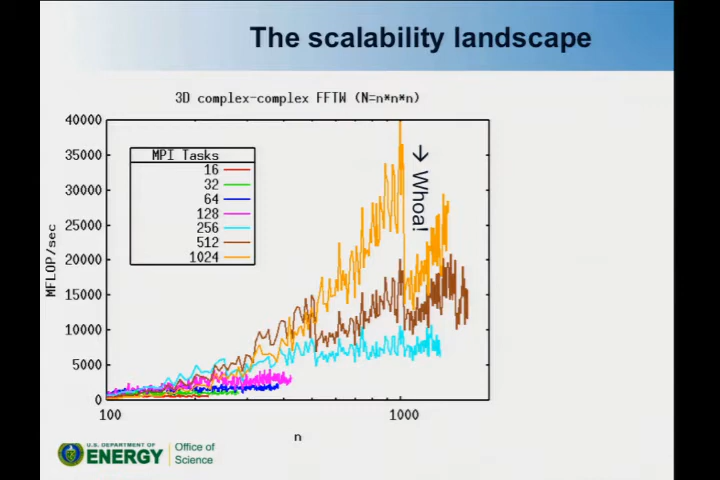 The scalability landscape
3D complex-complex FFTW (N=n*n*n)
40000
35000
30000
25000
20000
15000
10000
5000
0
MFLOP/sec
MPI Tasks
16
32
64
128
256
512
1024
→ Whoa!
100
1000
n
U.S. DEPARTMENT OF
ENERGY
Office of
Science